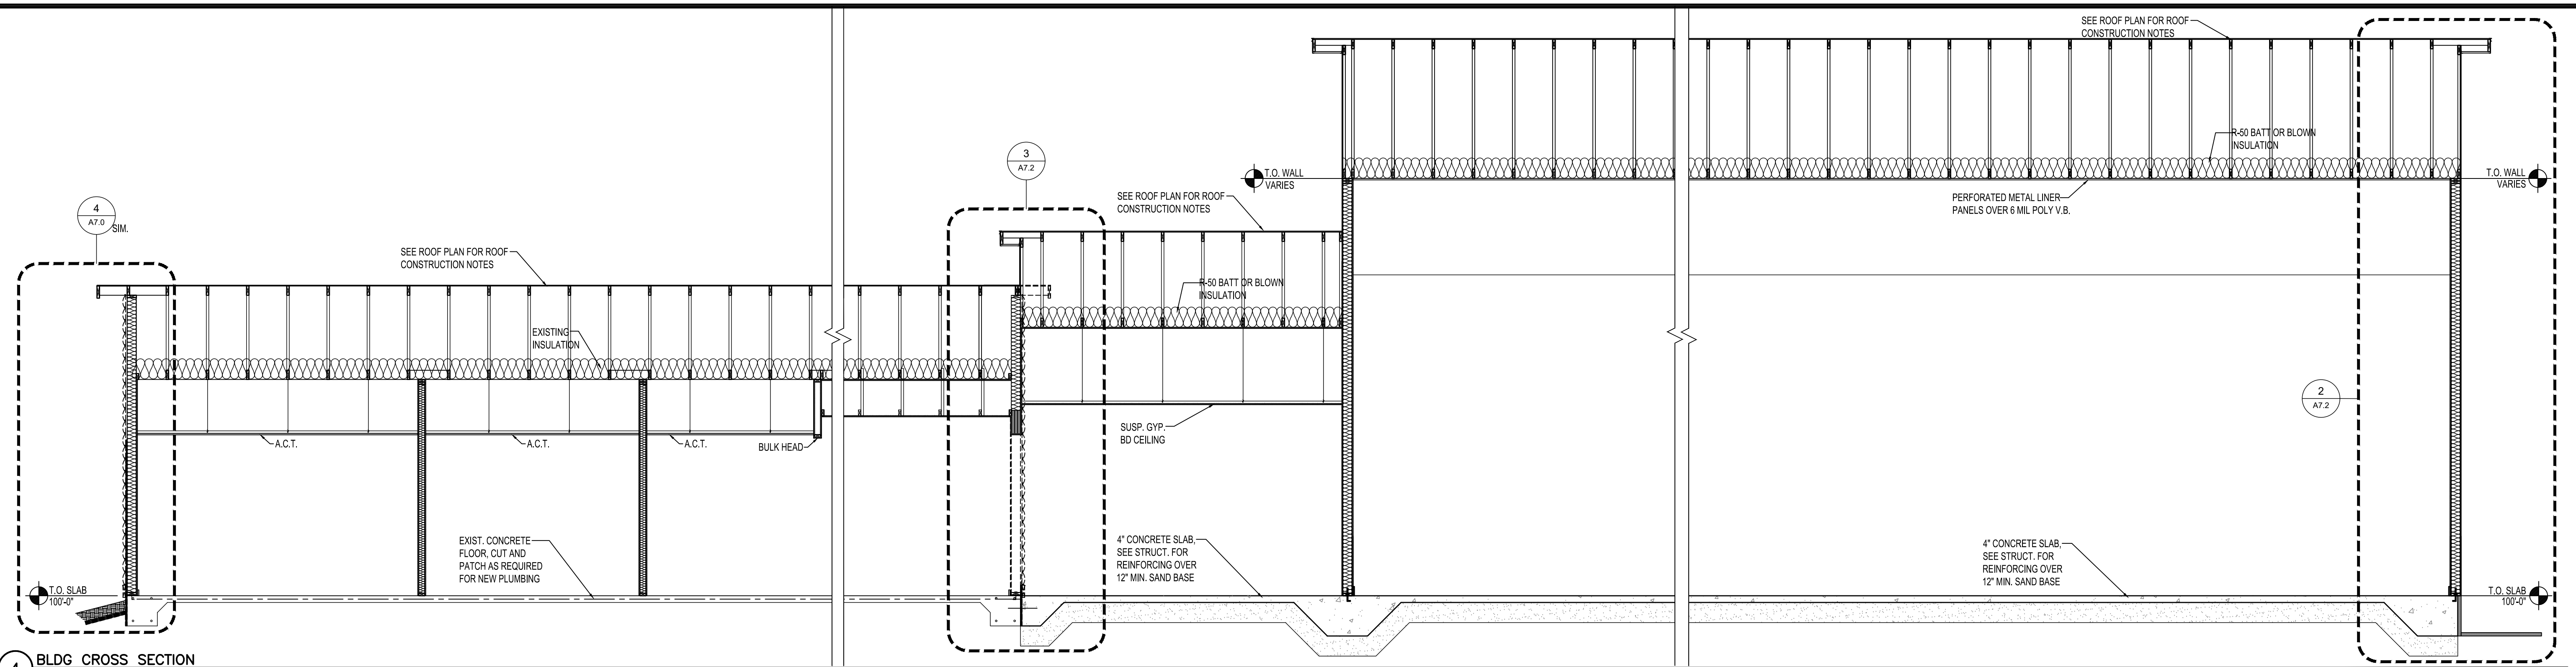 SEE ROOF PLAN FOR ROOF
CONSTRUCTION NOTES
R-50 BATT OR BLOWN
INSULATION
3
A7.2
T.O. WALL
VARIES
T.O. WALL
VARIES
SEE ROOF PLAN FOR ROOF
CONSTRUCTION NOTES
PERFORATED METAL LINER
PANELS OVER 6 MIL POLY V.B.
4
A7.0
SIM.
SEE ROOF PLAN FOR ROOF
CONSTRUCTION NOTES
R-50 BATT OR BLOWN
INSULATION
EXISTING
INSULATION
2
A7.2
SUSP. GYP.
BD CEILING
A.C.T.
A.C.T.
A.C.T.
BULK HEAD
EXIST. CONCRETE
FLOOR, CUT AND
PATCH AS REQUIRED
FOR NEW PLUMBING
4" CONCRETE SLAB,
SEE STRUCT. FOR
REINFORCING OVER
12" MIN. SAND BASE
4" CONCRETE SLAB,
SEE STRUCT. FOR
REINFORCING OVER
12" MIN. SAND BASE
T.O. SLAB
100'-0"
T.O. SLAB
100'-0"
BLDG CROSS SECTION